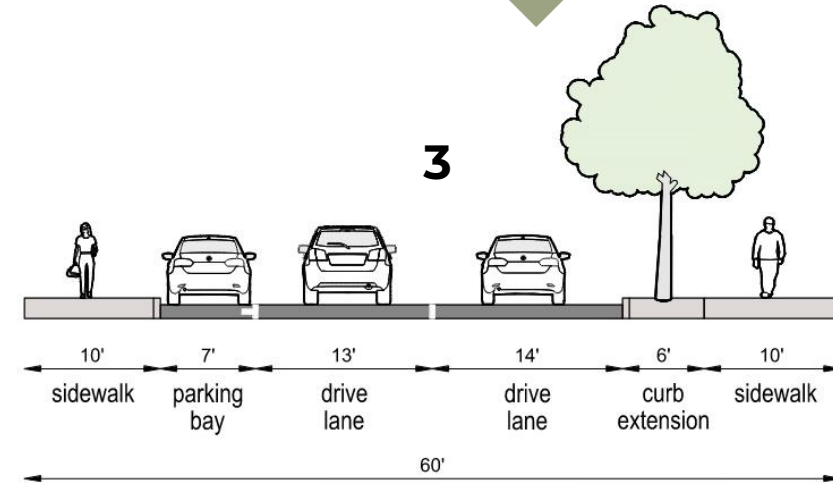 3
10' 7' 13' 14' 6' 10'
sidewalk parking drive drive curb sidewalk
bay lane lane extension
60'